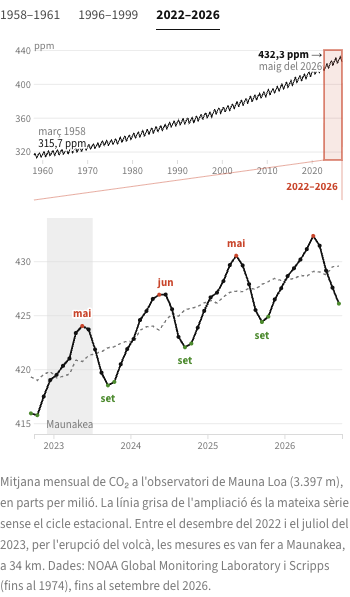 1958–1961 1996–1999 2022–2026
ppm
440
400
360
320
432,3 ppm →
maig del 2026
març 1958
315,7 ppm
1960 1970 1980 1990 2000 2010 2020
2022–2026
430
425
420
415
mai
jun
mai
set
set
set
Maunakea
2023 2024 2025 2026
Mitjana mensual de CO₂ a l'observatori de Mauna Loa (3.397 m),
en parts per milió. La línia grisa de l'ampliació és la mateixa sèrie
sense el cicle estacional. Entre el desembre del 2022 i el juliol del
2023, per l'erupció del volcà, les mesures es van fer a Maunakea,
a 34 km. Dades: NOAA Global Monitoring Laboratory i Scripps
(fins al 1974), fins al setembre del 2026.